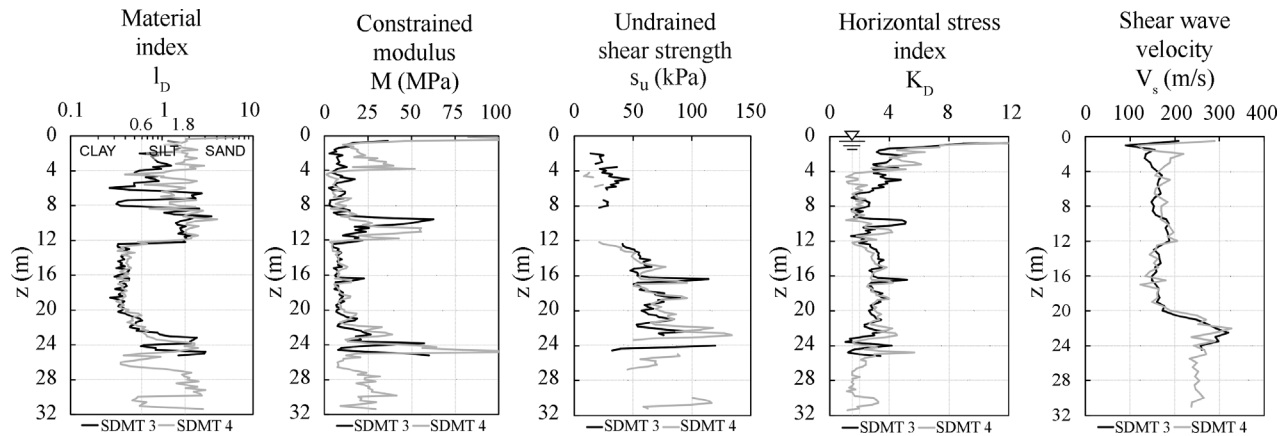 Material
index
I_D
0.1 1 10
0.6 1.8
0
4
8
12
16
20
24
28
32
z (m)
CLAY SILT SAND
SDMT 3 SDMT 4
Constrained
modulus
M (MPa)
0 25 50 75 100
0
4
8
12
16
20
24
28
32
z (m)
SDMT 3 SDMT 4
Undrained
shear strength
s_u (kPa)
0 50 100 150
0
4
8
12
16
20
24
28
32
z (m)
SDMT 3 SDMT 4
Horizontal stress
index
K_D
0 4 8 12
0
4
8
12
16
20
24
28
32
z (m)
SDMT 3 SDMT 4
Shear wave
velocity
V_s (m/s)
0 100 200 300 400
0
4
8
12
16
20
24
28
32
z (m)
SDMT 3 SDMT 4